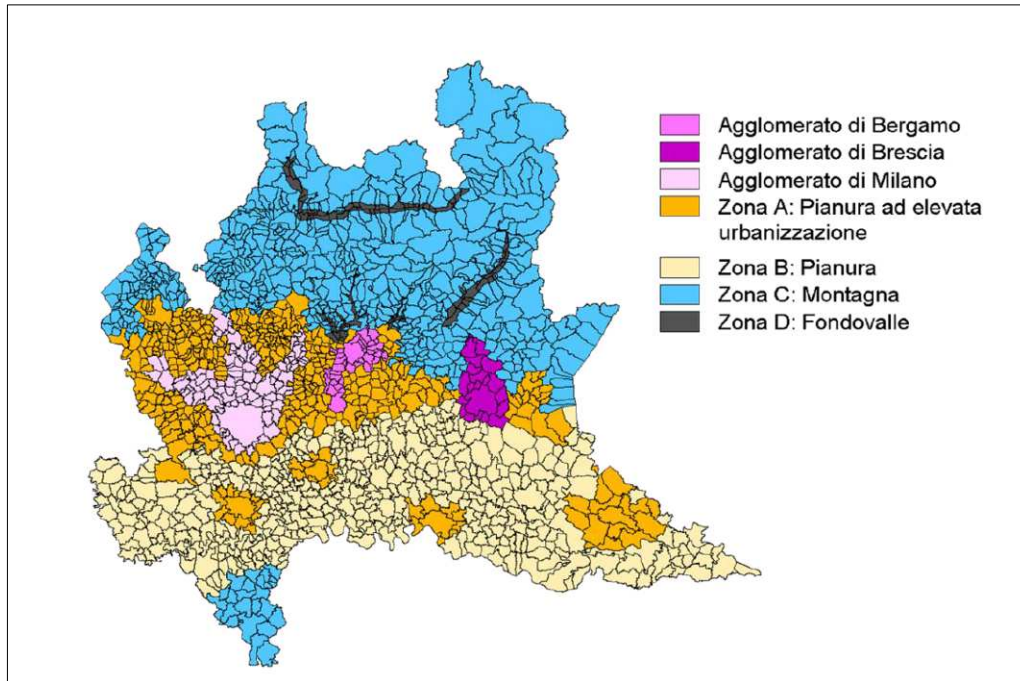 Agglomerato di Bergamo
Agglomerato di Brescia
Agglomerato di Milano
Zona A: Pianura ad elevata
urbanizzazione
Zona B: Pianura
Zona C: Montagna
Zona D: Fondovalle